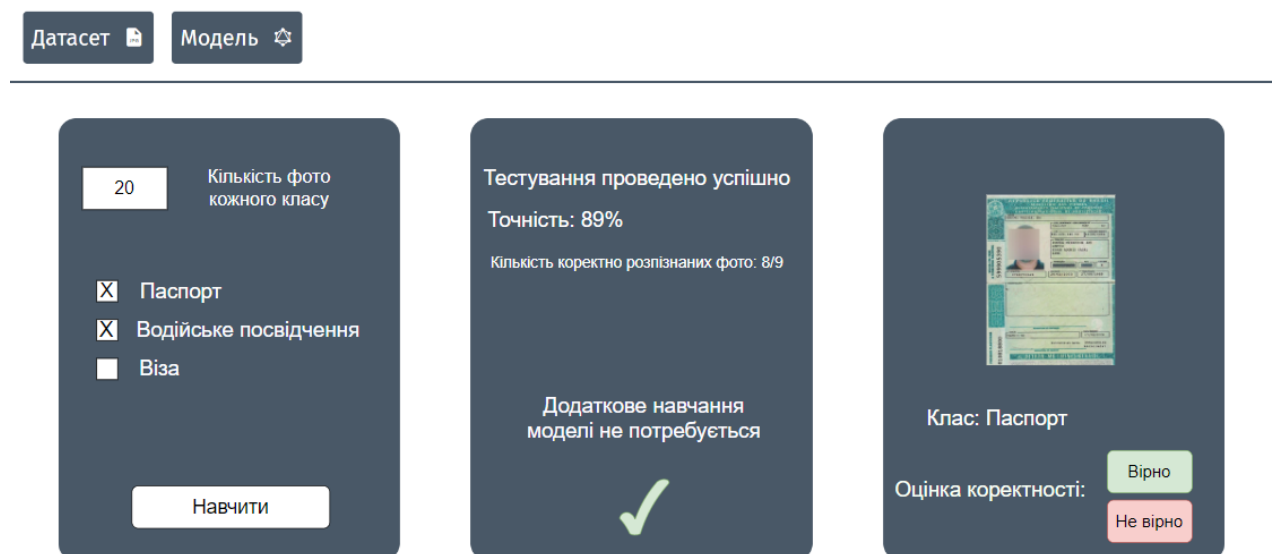 Датасет
Модель
20
Кількість фото
кожного класу
X Паспорт
X Водійське посвідчення
Віза
Навчити
Тестування проведено успішно
Точність: 89%
Кількість коректно розпізнаних фото: 8/9
Додаткове навчання
моделі не потребується
Клас: Паспорт
Оцінка коректності:
Вірно
Не вірно